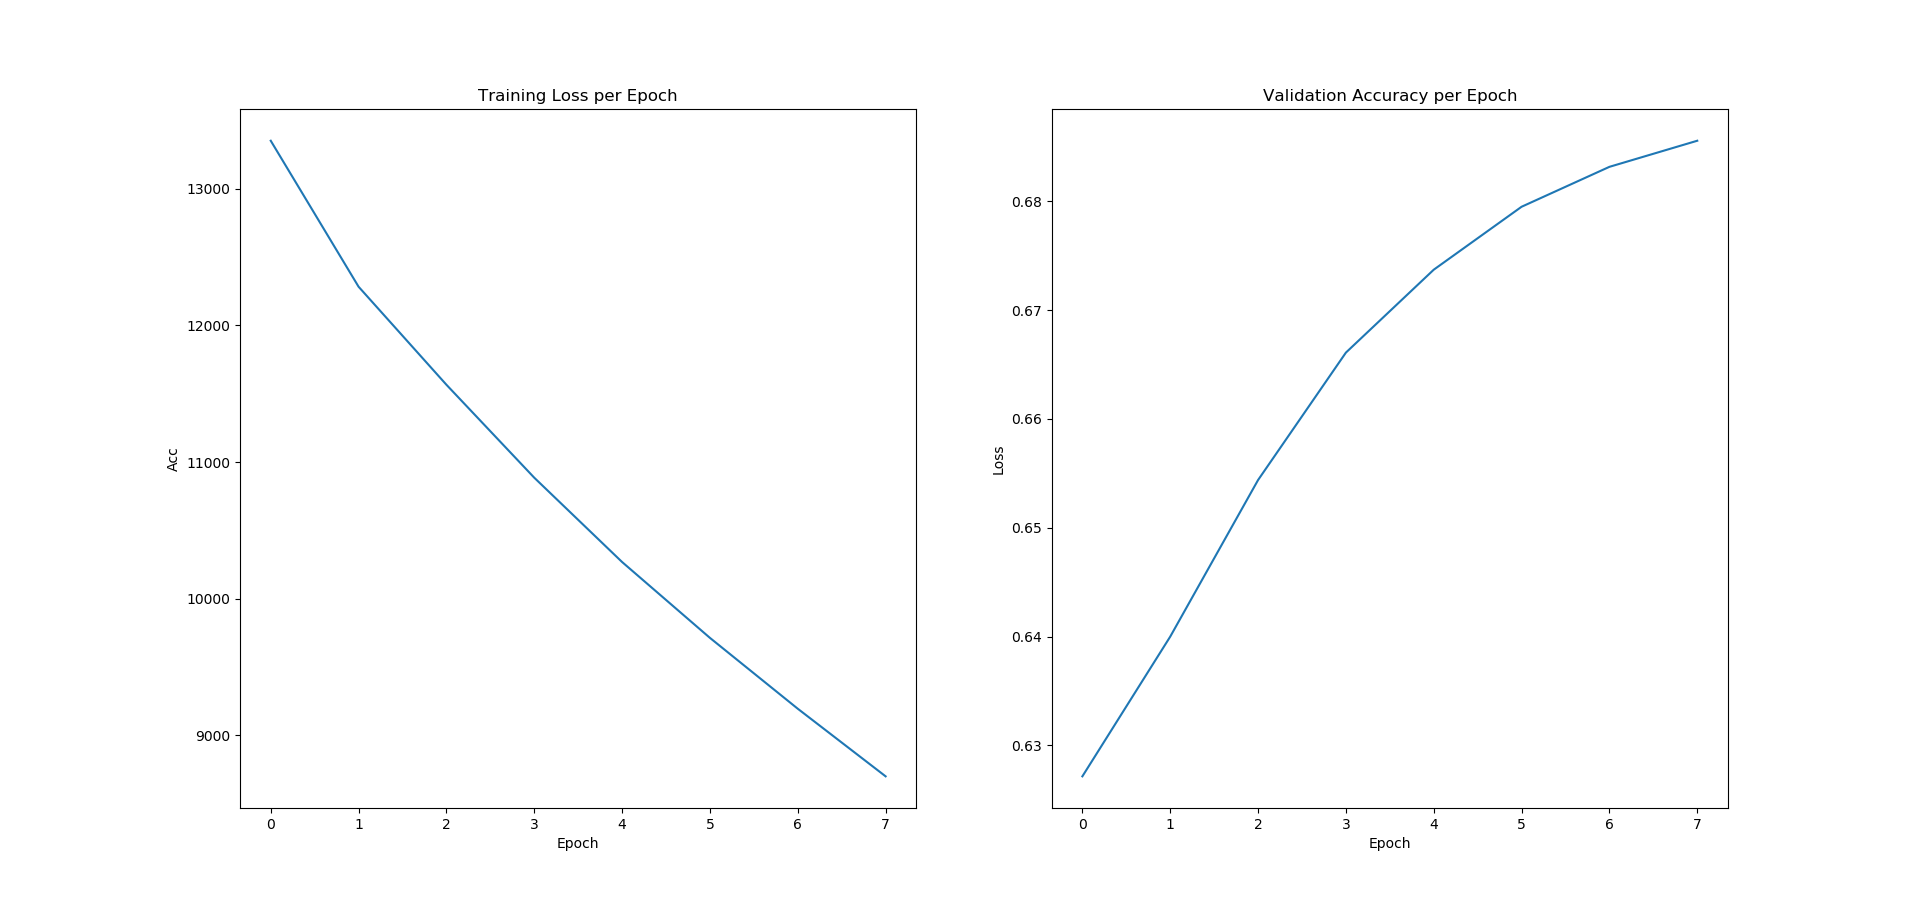 Training Loss per Epoch
13000
12000
11000
10000
9000
Acc
0 1 2 3 4 5 6 7
Epoch
Validation Accuracy per Epoch
0.68
0.67
0.66
0.65
0.64
0.63
Loss
0 1 2 3 4 5 6 7
Epoch